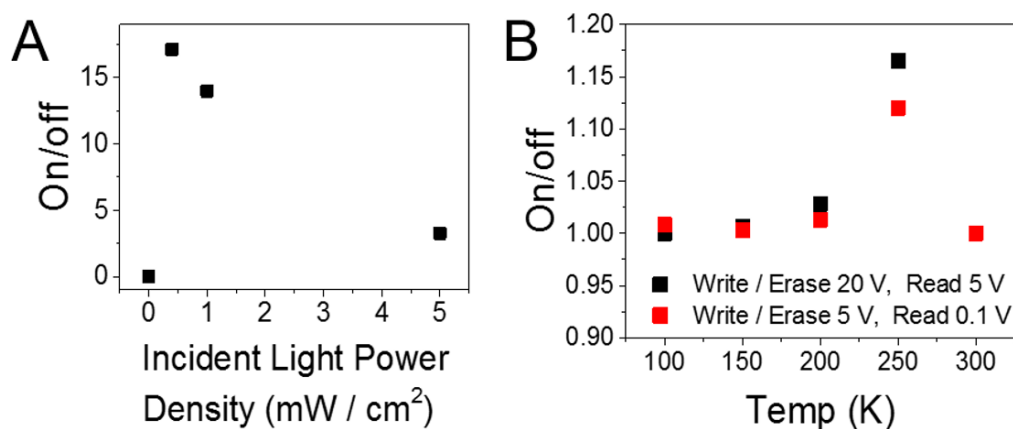 A
On/off
15
10
5
0
0 1 2 3 4 5
Incident Light Power
Density (mW / cm²)
B
On/off
1.20
1.15
1.10
1.05
1.00
0.95
0.90
Write / Erase 20 V, Read 5 V
Write / Erase 5 V, Read 0.1 V
100 150 200 250 300
Temp (K)